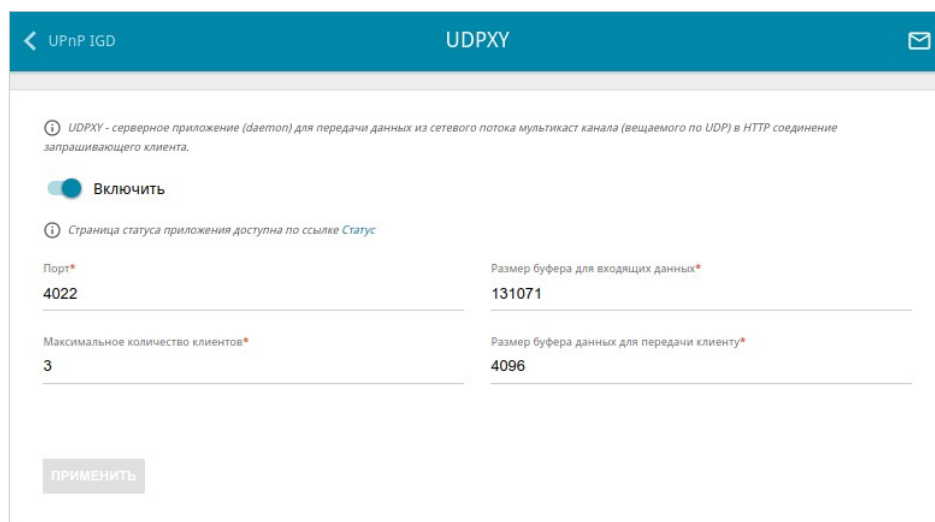 UPnP IGD
UDPXY
UDPXY - серверное приложение (daemon) для передачи данных из сетевого потока мультикаст канала (вещаемого по UDP) в HTTP соединение
запрашивающего клиента.
Включить
Страница статуса приложения доступна по ссылке Статус
Порт*
4022
Размер буфера для входящих данных*
131071
Максимальное количество клиентов*
3
Размер буфера данных для передачи клиенту*
4096
ПРИМЕНИТЬ